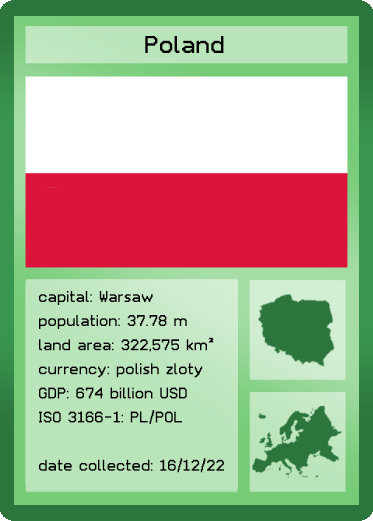 Poland
capital: Warsaw
population: 37.78 m
land area: 322,575 km²
currency: polish zloty
GDP: 674 billion USD
ISO 3166-1: PL/POL
date collected: 16/12/22